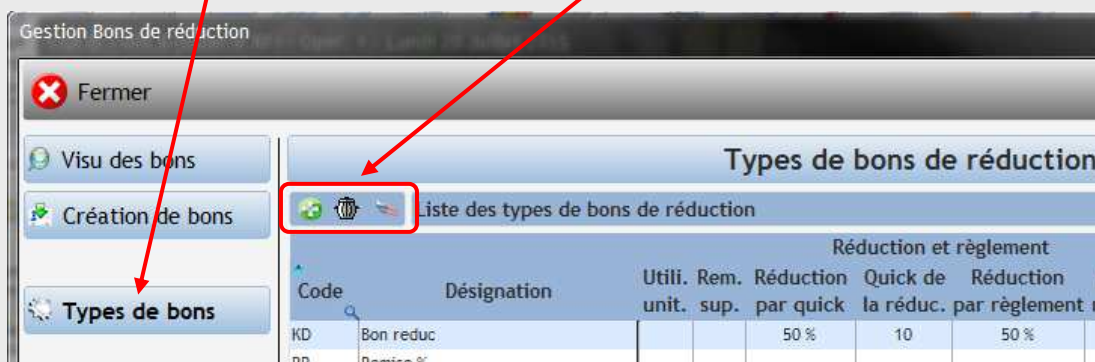 Gestion Bons de réduction
Fermer
Visu des bons
Création de bons
Types de bons
Types de bons de réduction
Liste des types de bons de réduction
Réduction et règlement
Code Désignation Utili. unit. Rem. sup. Réduction par quick Quick de la réduc. Réduction par règlement
KD Bon reduc 50 % 10 50 %